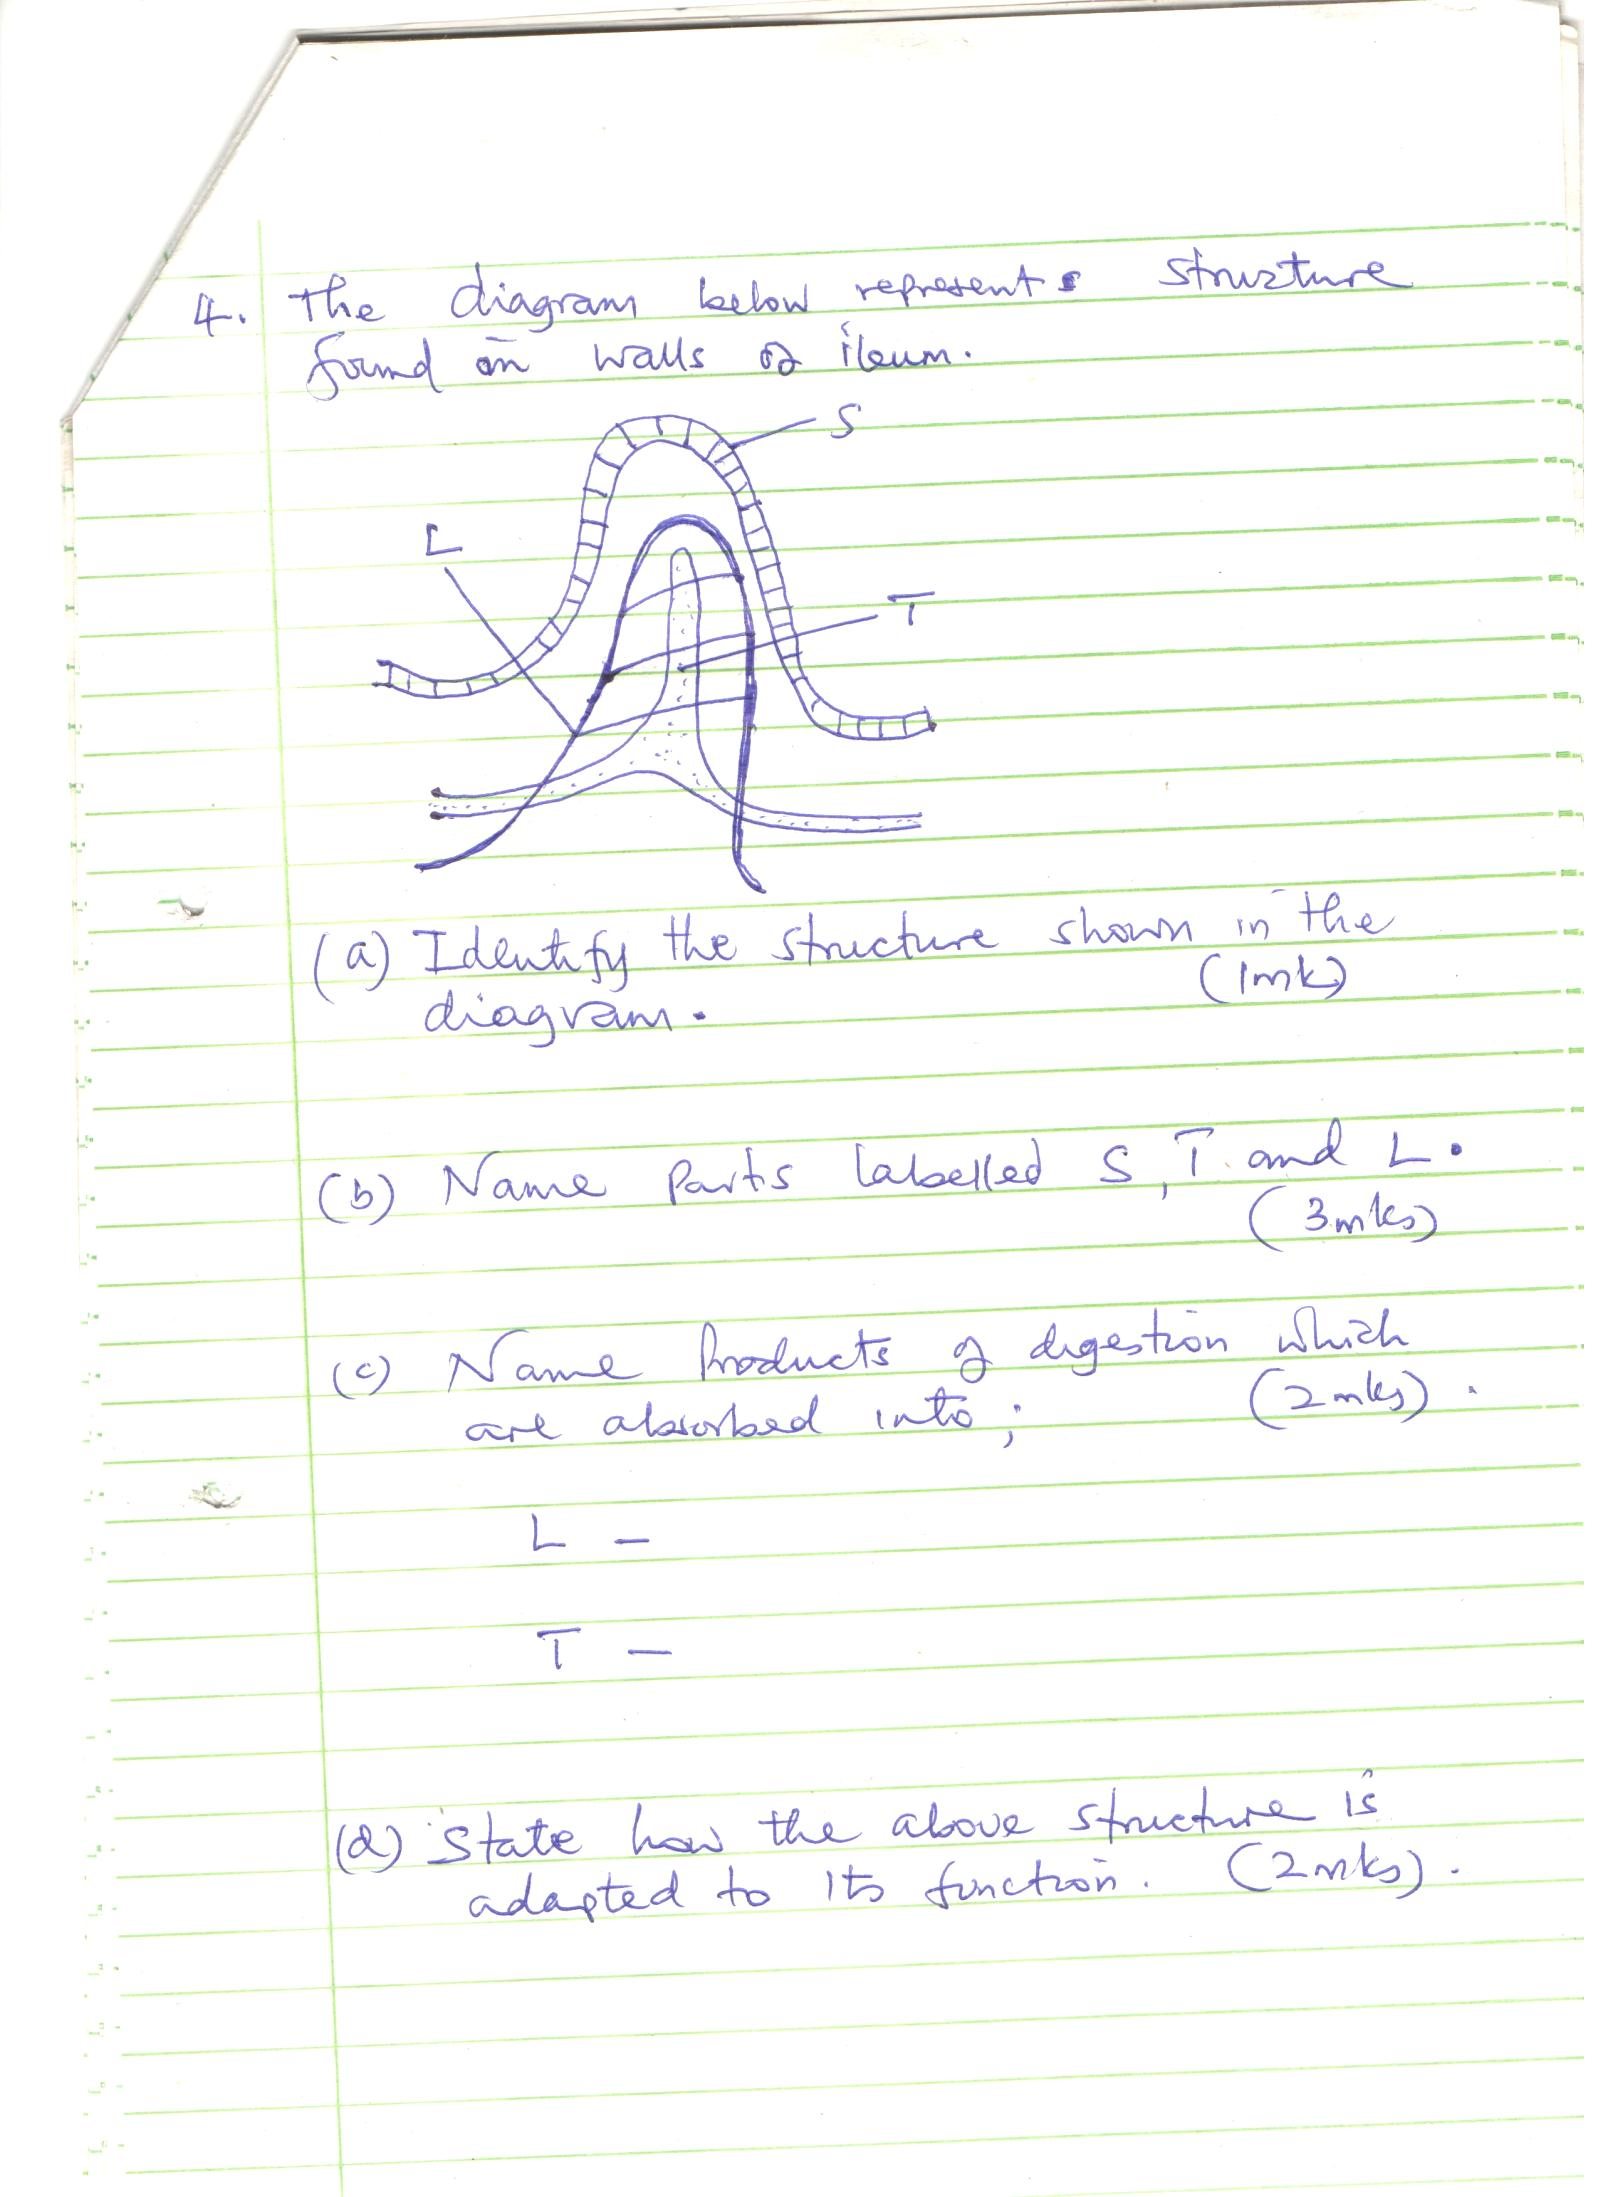 4. The diagram below represents structure
found in walls of ileum.
S
L
T
(a) Identify the structure shown in the
diagram. (1mk)
(b) Name parts labelled S, T and L.
(3mks)
(c) Name products of digestion which
are absorbed into; (2mks).
L -
T -
(d) State how the above structure is
adapted to its function. (2mks).